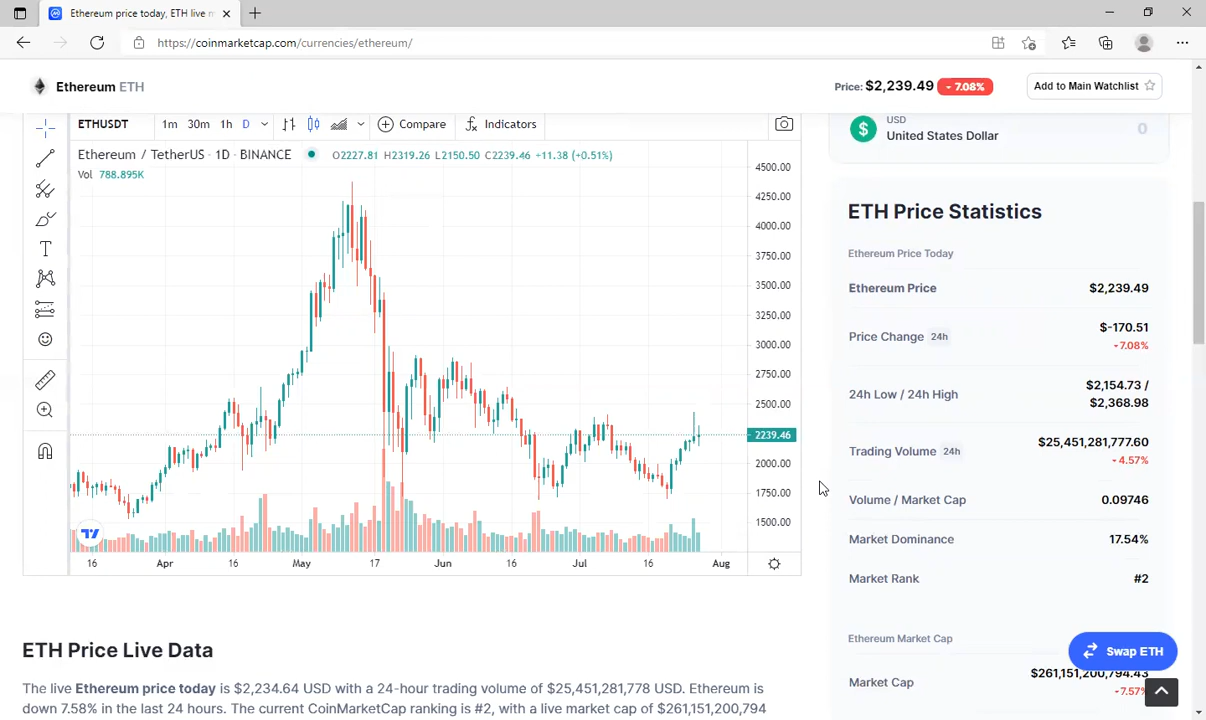 Ethereum price today, ETH live m
https://coinmarketcap.com/currencies/ethereum/
Ethereum ETH
Price: $2,239.49 - 7.08%
Add to Main Watchlist
ETHUSDT 1m 30m 1h D Compare Indicators
Ethereum / TetherUS · 1D · BINANCE O2227.81 H2319.26 L2150.50 C2239.46 +11.38 (+0.51%)
Vol 788.895K
4500.00
4250.00
4000.00
3750.00
3500.00
3250.00
3000.00
2750.00
2500.00
2239.46
2000.00
1750.00
1500.00
16 Apr 16 May 17 Jun 16 Jul 16 Aug
USD
United States Dollar
0
ETH Price Statistics
Ethereum Price Today
Ethereum Price $2,239.49
Price Change 24h $-170.51
- 7.08%
24h Low / 24h High $2,154.73 /
$2,368.98
Trading Volume 24h $25,451,281,777.60
- 4.57%
Volume / Market Cap 0.09746
Market Dominance 17.54%
Market Rank #2
Ethereum Market Cap
Market Cap $261,151,200,794.43
- 7.57%
Swap ETH
ETH Price Live Data
The live Ethereum price today is $2,234.64 USD with a 24-hour trading volume of $25,451,281,778 USD. Ethereum is
down 7.58% in the last 24 hours. The current CoinMarketCap ranking is #2, with a live market cap of $261,151,200,794